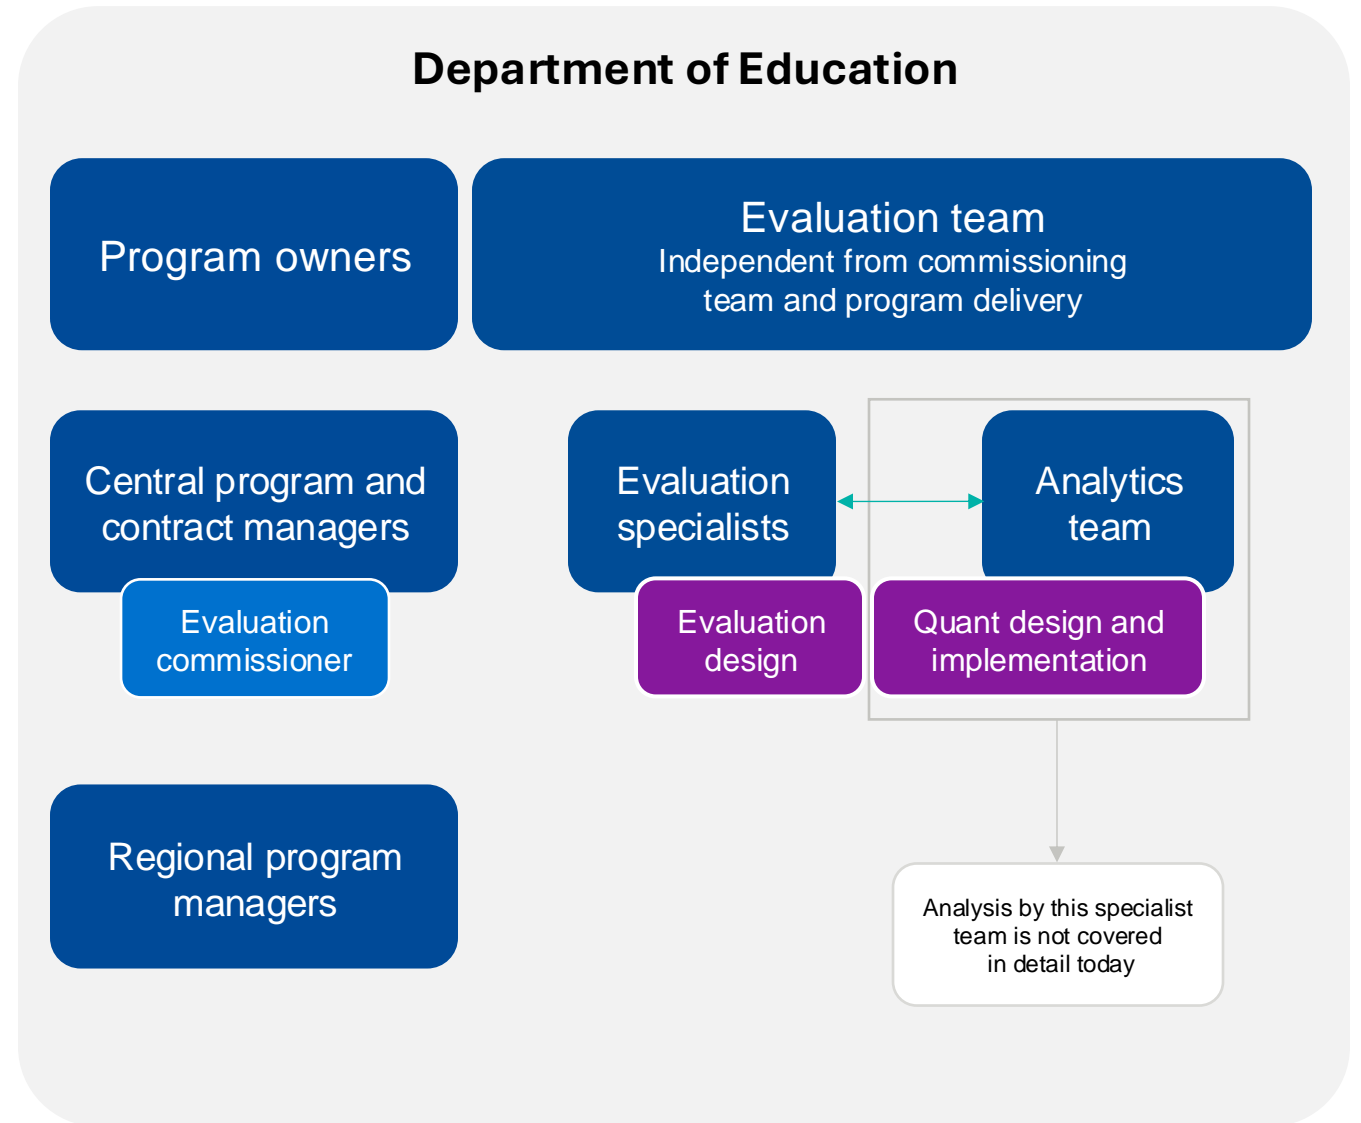 Department of Education
Program owners
Evaluation team
Independent from commissioning
team and program delivery
Central program and
contract managers
Evaluation
commissioner
Evaluation
specialists
Analytics
team
Evaluation
design
Quant design and
implementation
Regional program
managers
Analysis by this specialist
team is not covered
in detail today